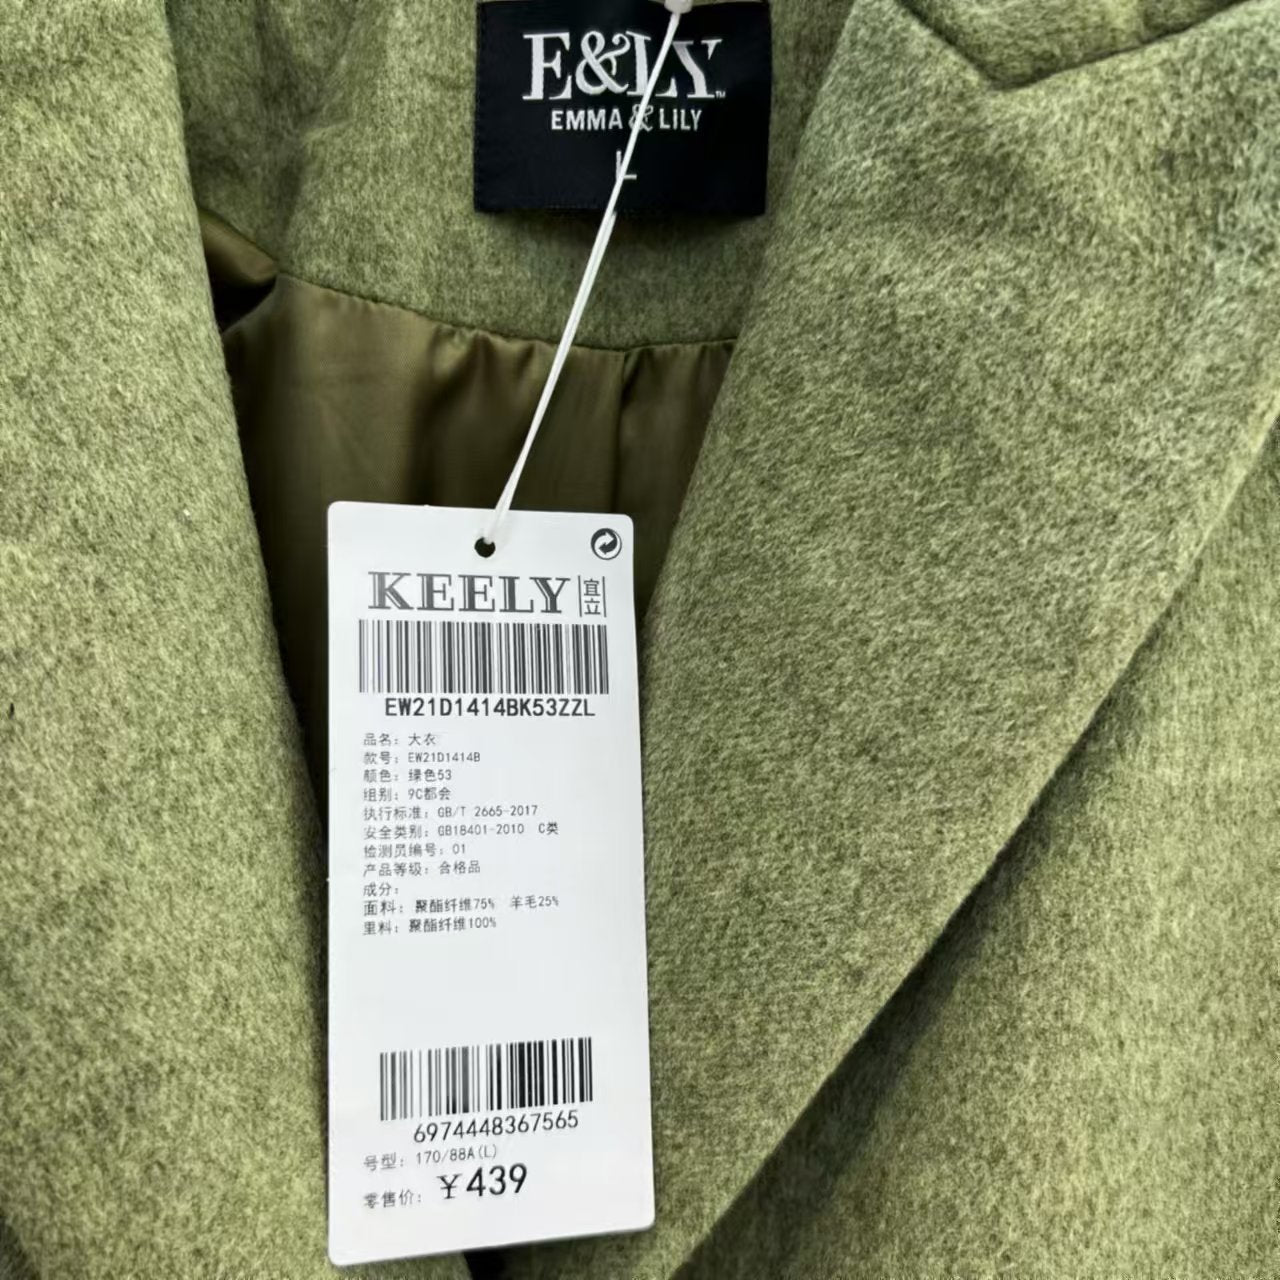 E&LY™
EMMA & LILY
L
KEELY 宜立
EW21D1414BK53ZZL
品名：大衣
款号：EW21D1414B
颜色：绿色53
组别：9C都会
执行标准：GB/T 2665-2017
安全类别：GB18401-2010 C类
检测员编号：01
产品等级：合格品
成分：
面料：聚酯纤维75% 羊毛25%
里料：聚酯纤维100%
6974448367565
号型：170/88A(L)
零售价：￥439